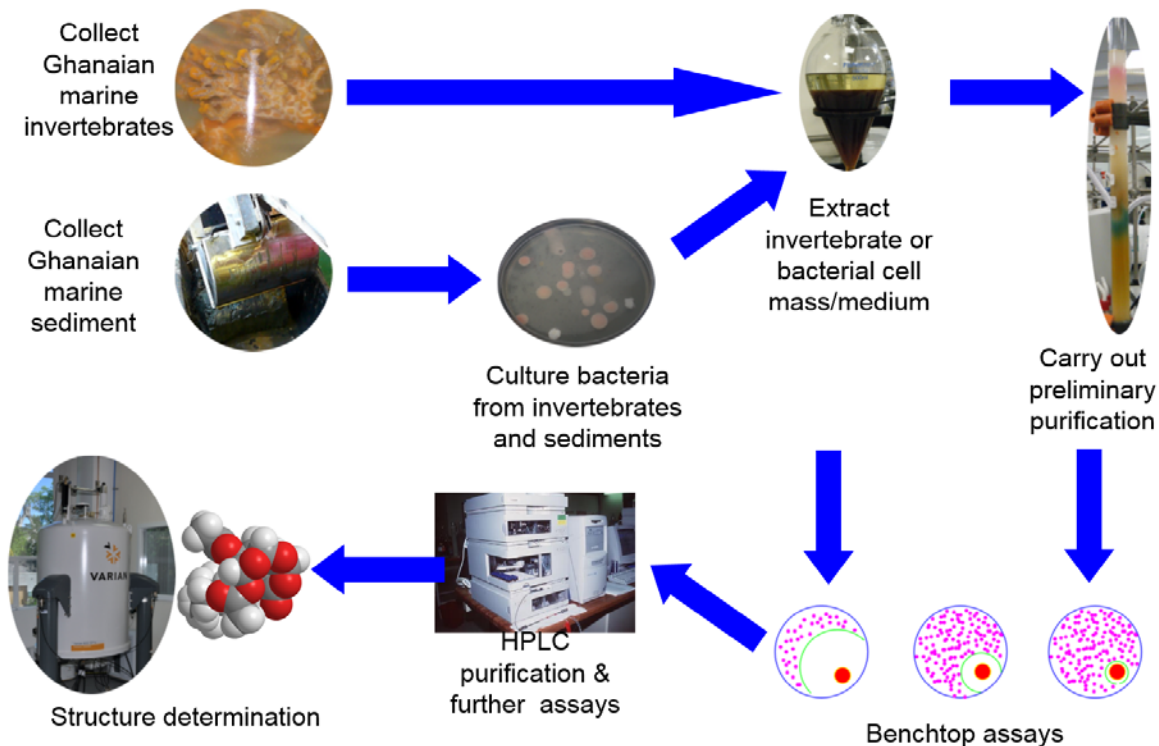 Collect
Ghanaian
marine
invertebrates
Collect
Ghanaian
marine
sediment
Culture bacteria
from invertebrates
and sediments
Extract
invertebrate or
bacterial cell
mass/medium
Carry out
preliminary
purification
VARIAN
Structure determination
HPLC
purification &
further assays
Benchtop assays